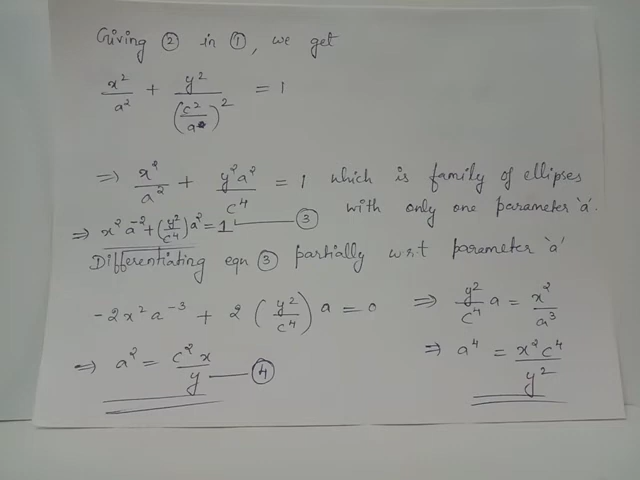 Giving ② in ①, we get
x²/a² + y²/(c²/a)² = 1
⇒ x²/a² + y²a²/c⁴ = 1 which is family of ellipses
with only one parameter 'a'.
⇒ x²a⁻² + (y²/c⁴)a² = 1 — ③
Differentiating eqn ③ partially w.r.t parameter 'a'
-2x²a⁻³ + 2(y²/c⁴)a = 0 ⇒ y²/c⁴ a = x²/a³
⇒ a⁴ = x²c⁴/y²
⇒ a² = c²x/y — ④